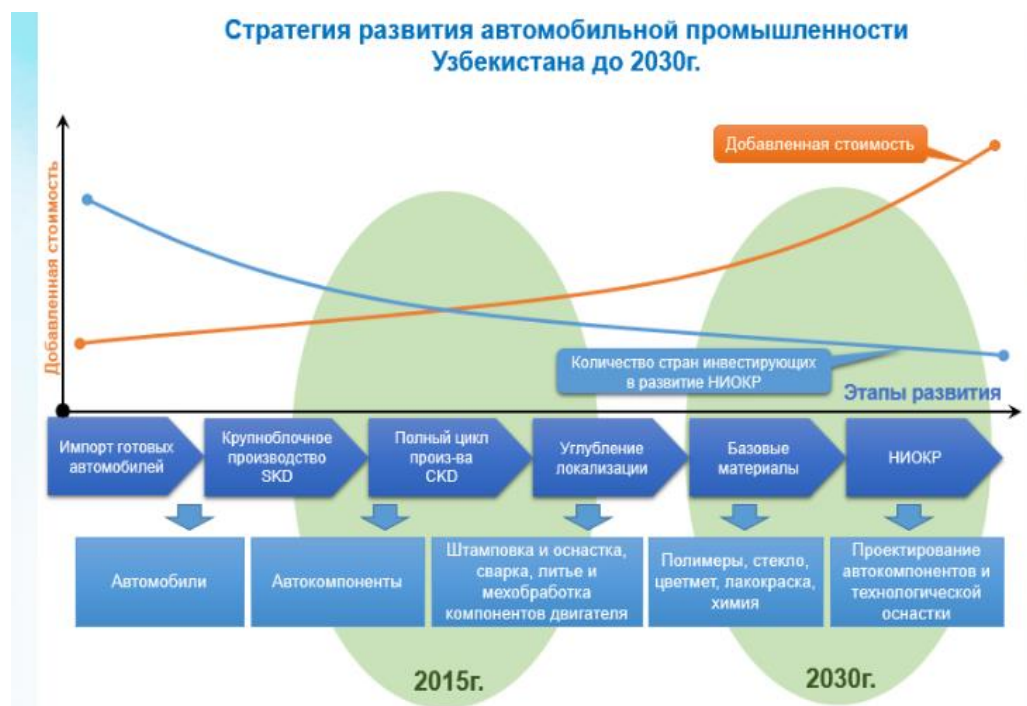 Стратегия развития автомобильной промышленности
Узбекистана до 2030г.
Добавленная стоимость
Добавленная стоимость
Количество стран инвестирующих
в развитие НИОКР
Этапы развития
Импорт готовых
автомобилей
Крупноблочное
производство
SKD
Полный цикл
произ-ва
CKD
Углубление
локализации
Базовые
материалы
НИОКР
Автомобили
Автокомпоненты
Штамповка и оснастка,
сварка, литье и
мехобработка
компонентов двигателя
Полимеры, стекло,
цветмет, лакокраска,
химия
Проектирование
автокомпонентов и
технологической
оснастки
2015г.
2030г.